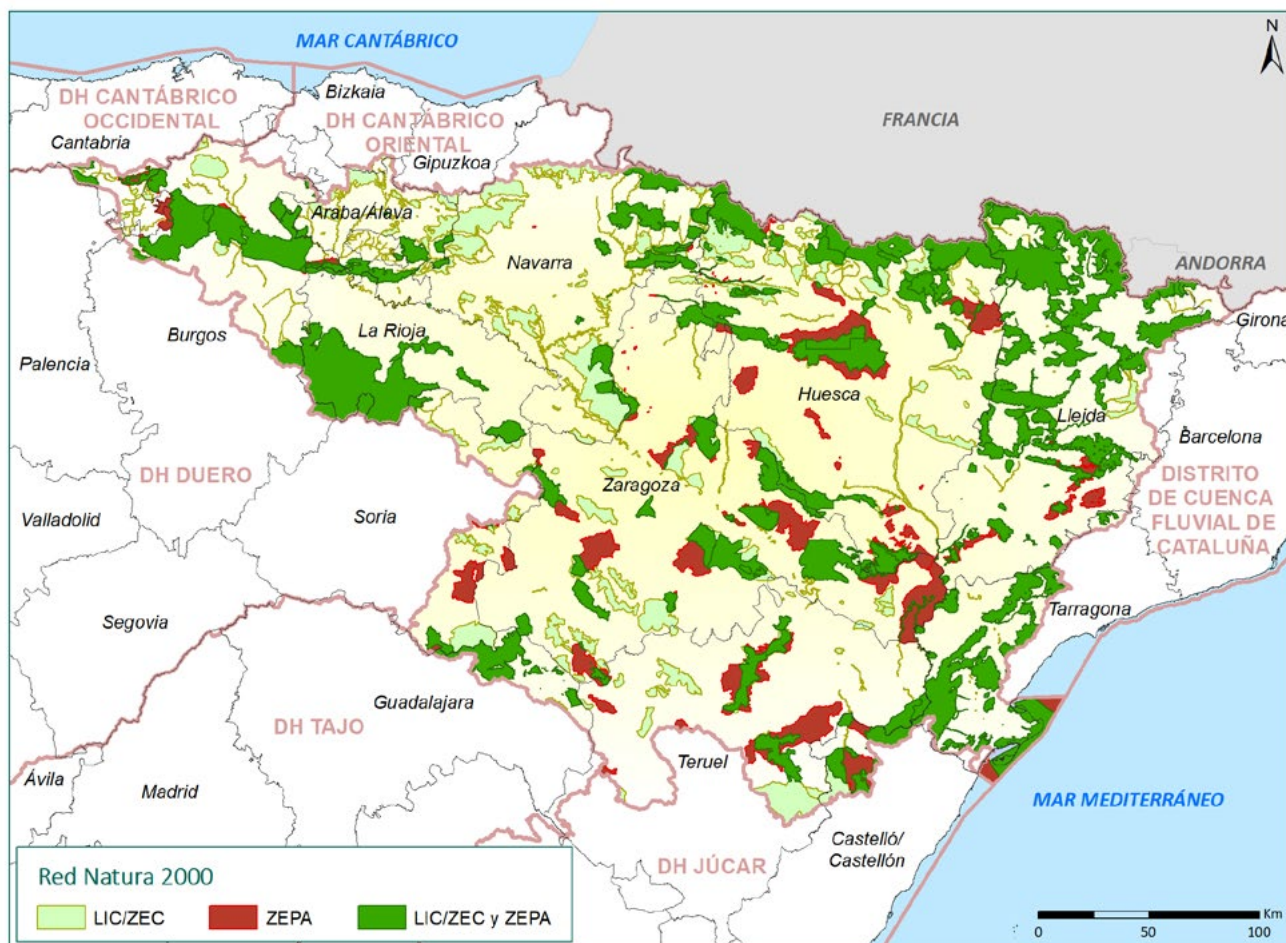 MAR CANTÁBRICO
N
DH CANTÁBRICO
OCCIDENTAL
Bizkaia
DH CANTÁBRICO
ORIENTAL
FRANCIA
Cantabria
Gipuzkoa
Araba/Álava
Navarra
ANDORRA
Girona
La Rioja
Burgos
Palencia
Huesca
Lleida
Barcelona
DH DUERO
Zaragoza
DISTRITO
DE CUENCA
FLUVIAL DE
CATALUÑA
Valladolid
Soria
Segovia
Tarragona
Guadalajara
DH TAJO
Teruel
Ávila
Madrid
MAR MEDITERRÁNEO
Castelló/
Castellón
DH JÚCAR
Red Natura 2000
LIC/ZEC
ZEPA
LIC/ZEC y ZEPA
Km
0
50
100